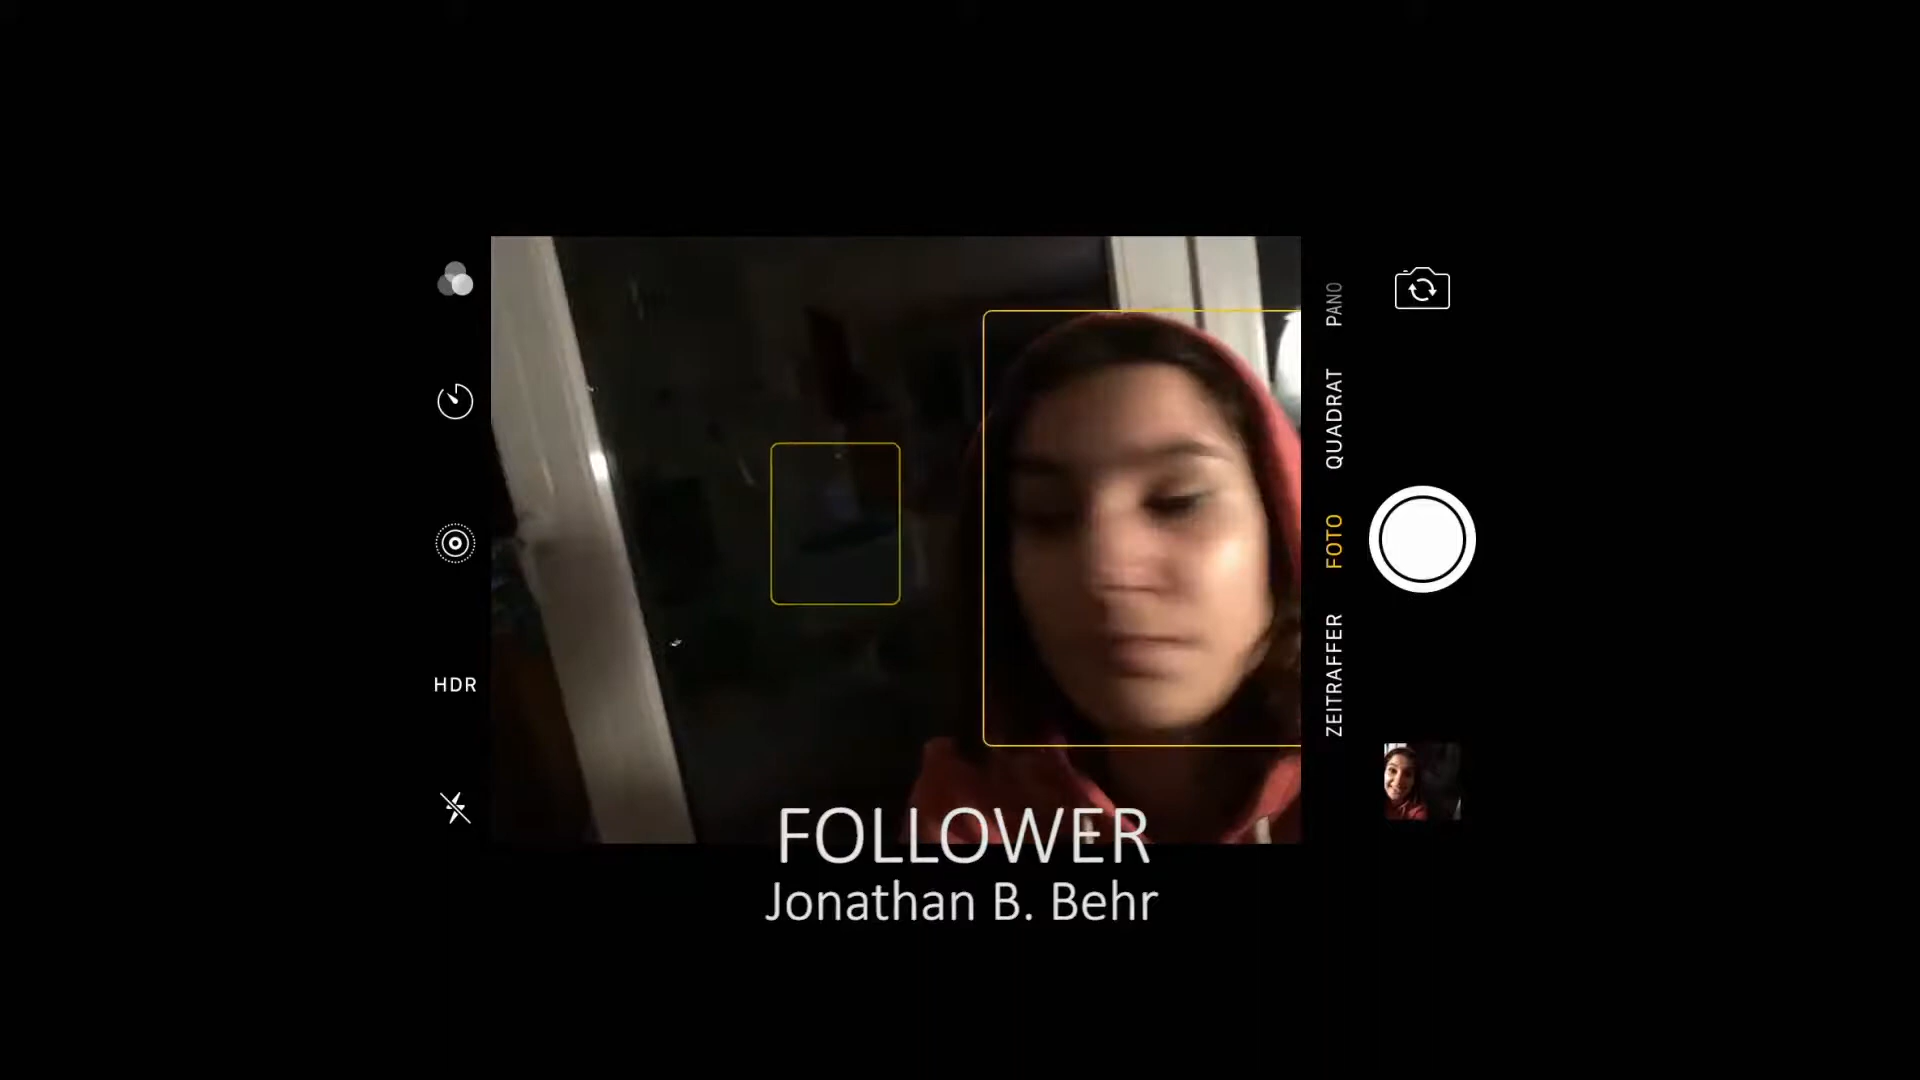 HDR
PANO
QUADRAT
FOTO
ZEITRAFFER
FOLLOWER
Jonathan B. Behr